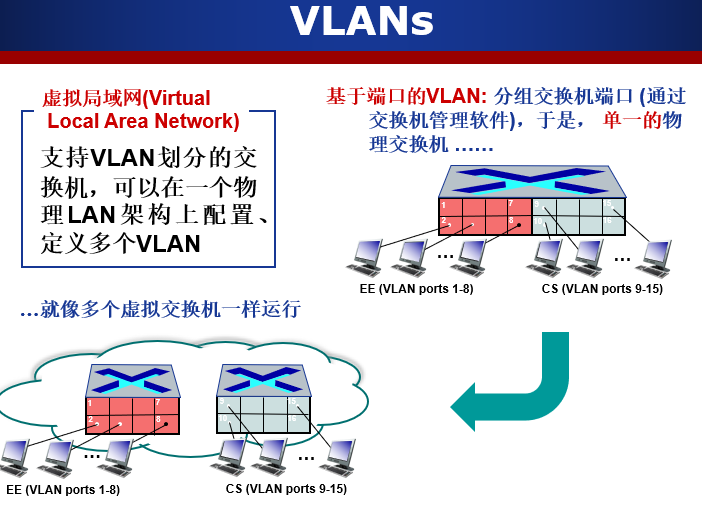 VLANs
虚拟局域网(Virtual
Local Area Network)
支持VLAN划分的交
换机，可以在一个物
理LAN架构上配置、
定义多个VLAN
基于端口的VLAN: 分组交换机端口 (通过
交换机管理软件)，于是， 单一的物
理交换机 ……
1 7 9 15
2 8 10 16
… …
EE (VLAN ports 1-8) CS (VLAN ports 9-15)
…就像多个虚拟交换机一样运行
1 7 9 15
2 8 10 16
… …
EE (VLAN ports 1-8) CS (VLAN ports 9-15)